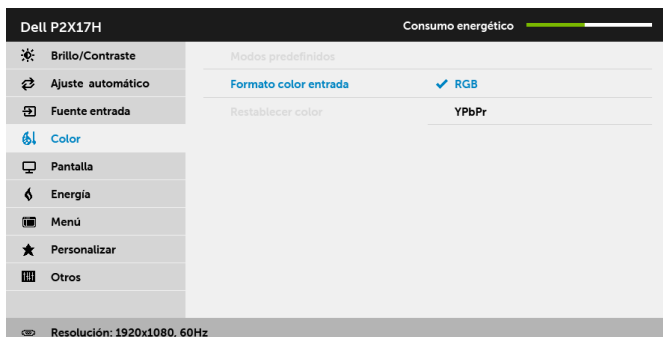 Dell P2X17H Consumo energético
Brillo/Contraste Modos predefinidos
Ajuste automático Formato color entrada RGB
Fuente entrada Restablecer color YPbPr
Color
Pantalla
Energía
Menú
Personalizar
Otros
Resolución: 1920x1080, 60Hz